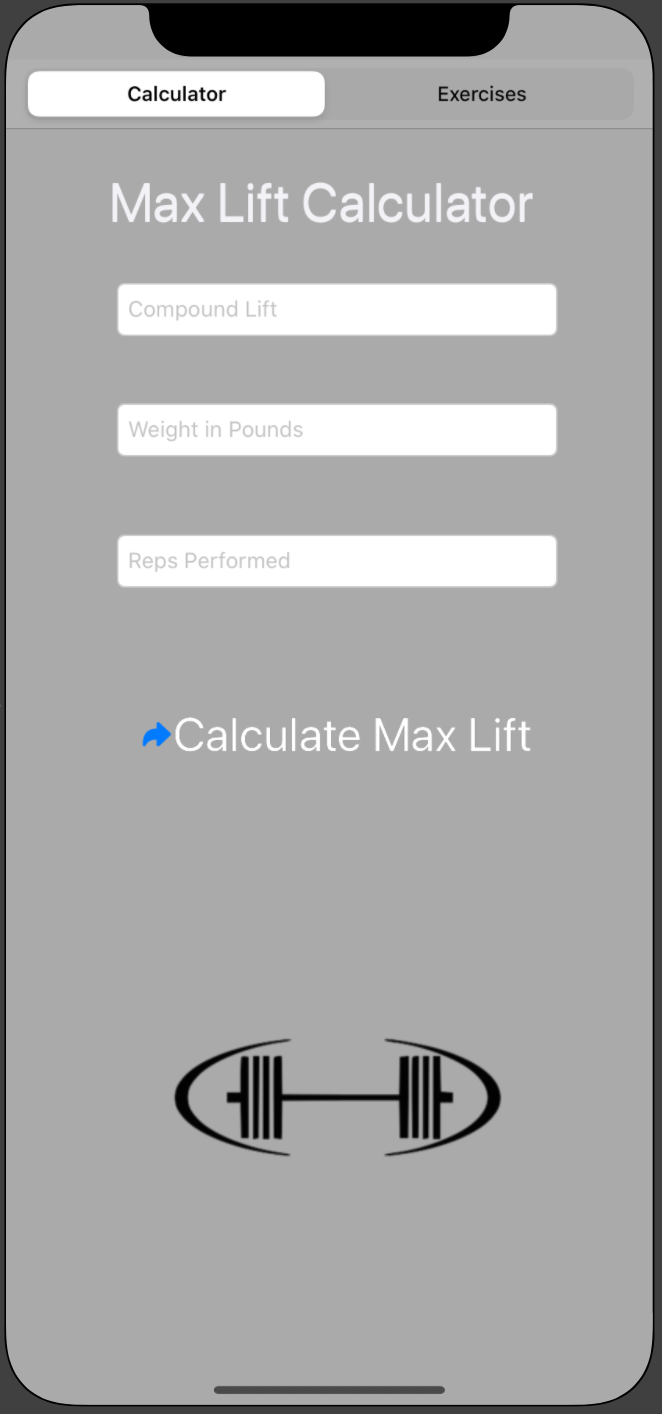 Calculator
Exercises
Max Lift Calculator
Compound Lift
Weight in Pounds
Reps Performed
Calculate Max Lift